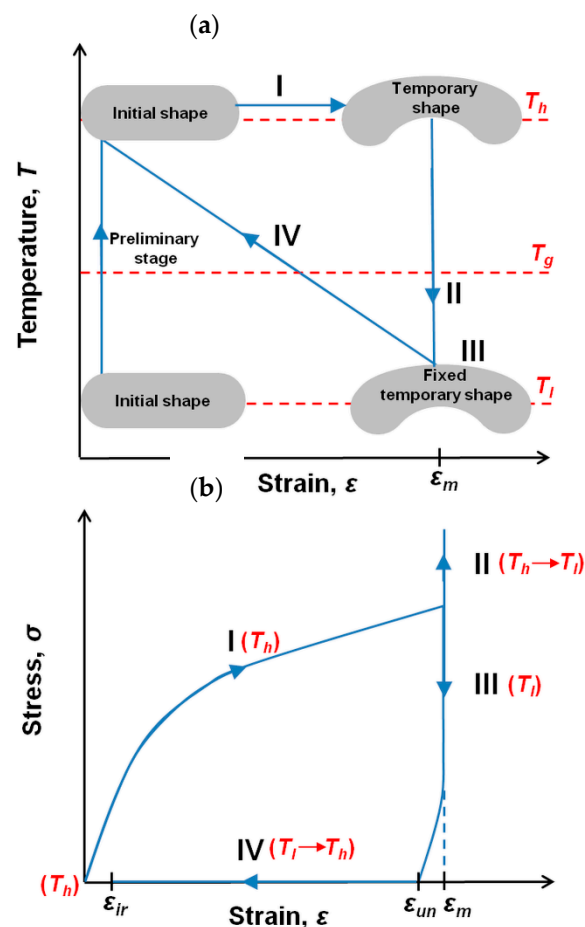 (a)
I
Initial shape
Temporary
shape
T_h
Temperature, T
Preliminary
stage
IV
T_g
II
III
Initial shape
Fixed
temporary shape
T_l
Strain, ε
ε_m
(b)
II (T_h→T_l)
I (T_h)
Stress, σ
III (T_l)
IV (T_l→T_h)
(T_h)
ε_ir
Strain, ε
ε_un
ε_m